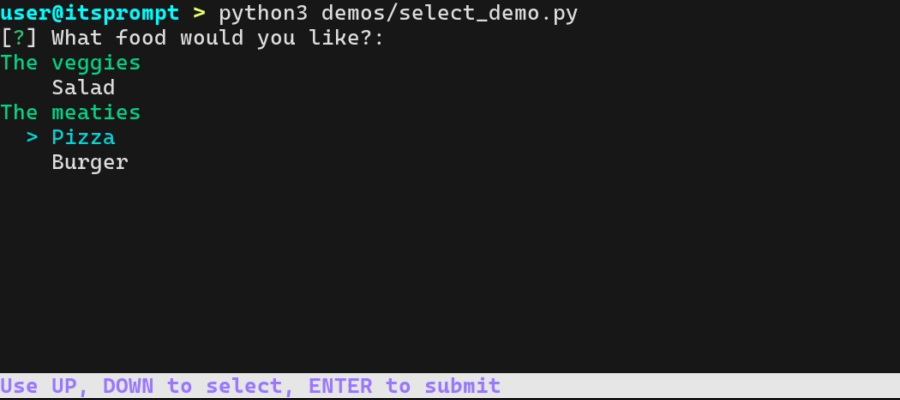 user@itsprompt > python3 demos/select_demo.py
[?] What food would you like?:
The veggies
    Salad
The meaties
  > Pizza
    Burger
Use UP, DOWN to select, ENTER to submit